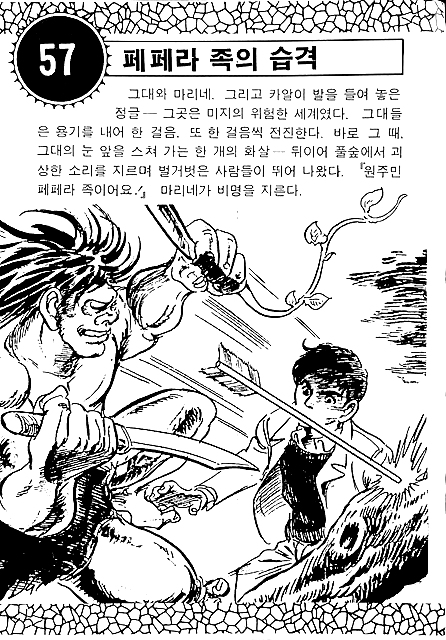 57
페페라 족의 습격
그대와 마리네. 그리고 카알이 발을 들여 놓은
정글 — 그곳은 미지의 위험한 세계였다. 그대들
은 용기를 내어 한 걸음. 또 한 걸음씩 전진한다. 바로 그 때.
그대의 눈 앞을 스쳐 가는 한 개의 화살 — 뒤이어 풀숲에서 괴
상한 소리를 지르며 벌거벗은 사람들이 뛰어 나왔다. 『원주민
페페라 족이어요!』 마리네가 비명을 지른다.